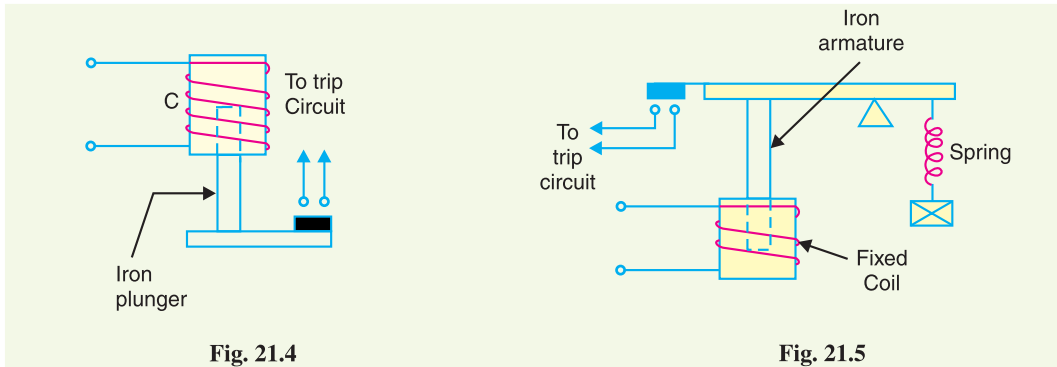 C
To trip
Circuit
Iron
plunger
Fig. 21.4
Iron
armature
To
trip
circuit
Spring
Fixed
Coil
Fig. 21.5